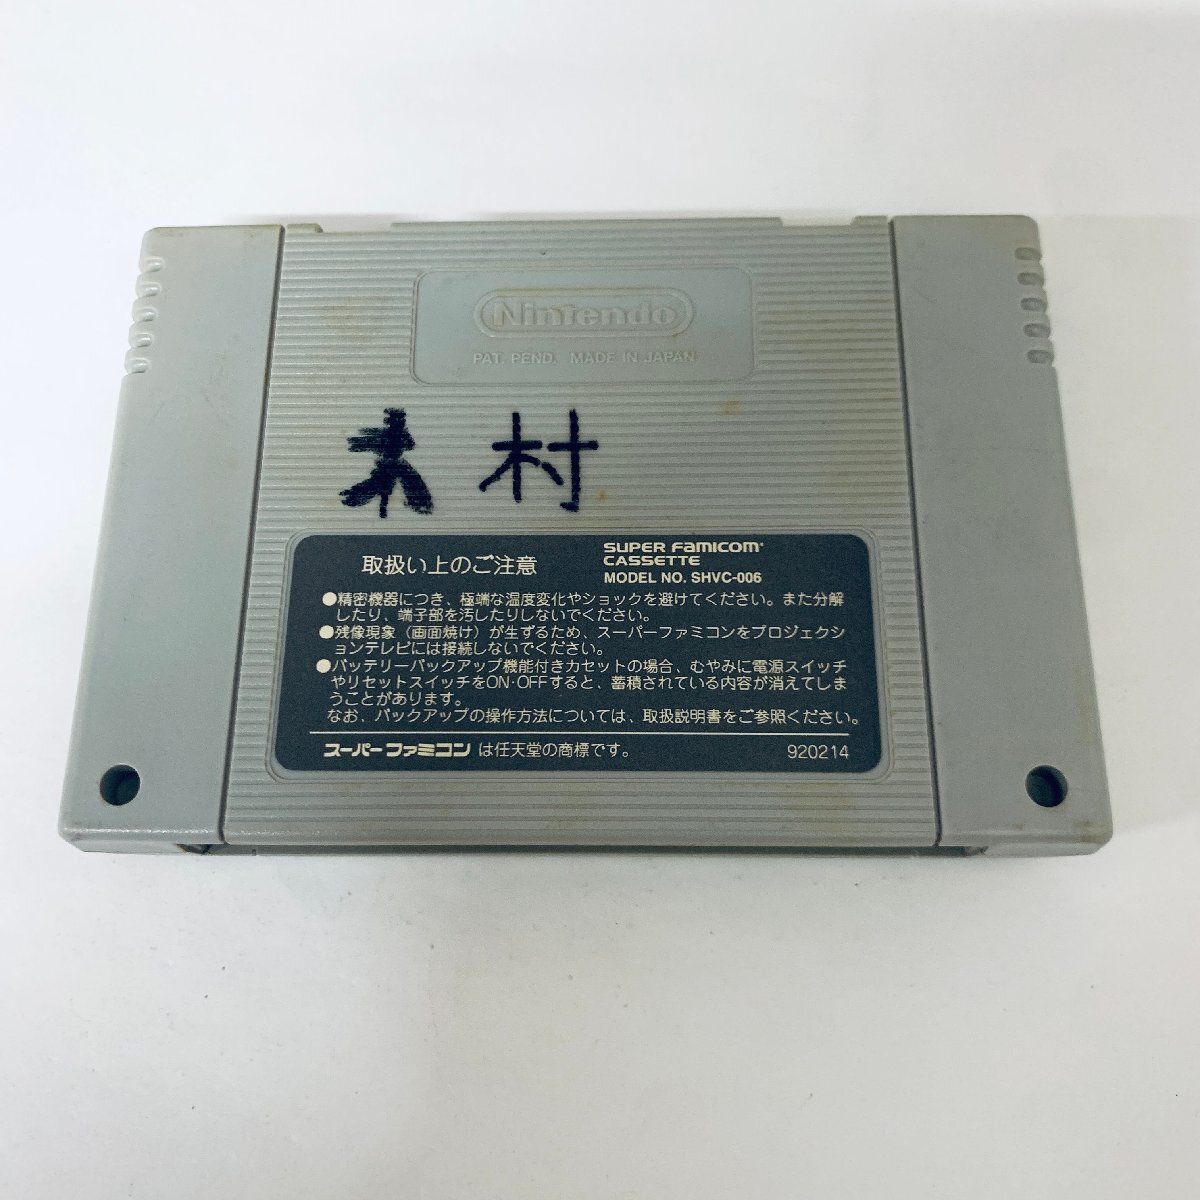 Nintendo
PAT. PEND. MADE IN JAPAN
村
取扱い上のご注意
SUPER FAMICOM
CASSETTE
MODEL NO. SHVC-006
●精密機器につき、極端な温度変化やショックを避けてください。また分解
したり、端子部を汚したりしないでください。
●残像現象（画面焼け）が生ずるため、スーパーファミコンをプロジェクシ
ョンテレビには接続しないでください。
●バッテリーバックアップ機能付きカセットの場合、むやみに電源スイッチ
やリセットスイッチをON·OFFすると、蓄積されている内容が消えてしま
うことがあります。
なお、バックアップの操作方法については、取扱説明書をご参照ください。
スーパーファミコンは任天堂の商標です。 920214